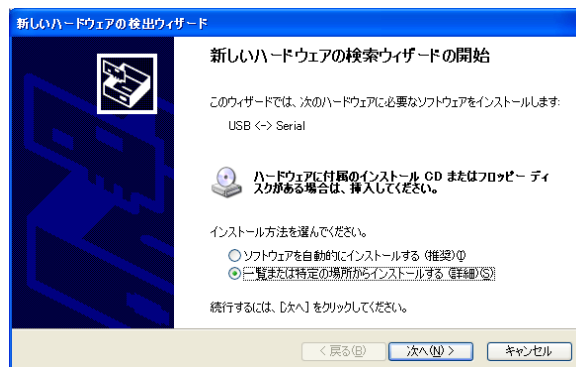 新しいハードウェアの検出ウィザード
新しいハードウェアの検索ウィザードの開始
このウィザードでは、次のハードウェアに必要なソフトウェアをインストールします:
USB <-> Serial
ハードウェアに付属のインストール CD またはフロッピー ディ
スクがある場合は、挿入してください。
インストール方法を選んでください。
ソフトウェアを自動的にインストールする (推奨)(I)
一覧または特定の場所からインストールする (詳細)(S)
続行するには、[次へ] をクリックしてください。
< 戻る(B) 次へ(N) > キャンセル